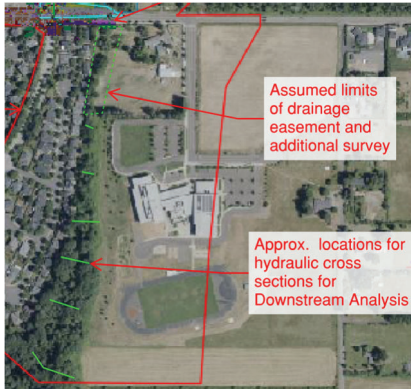 Assumed limits
of drainage
easement and
additional survey
Approx. locations for
hydraulic cross
sections for
Downstream Analysis